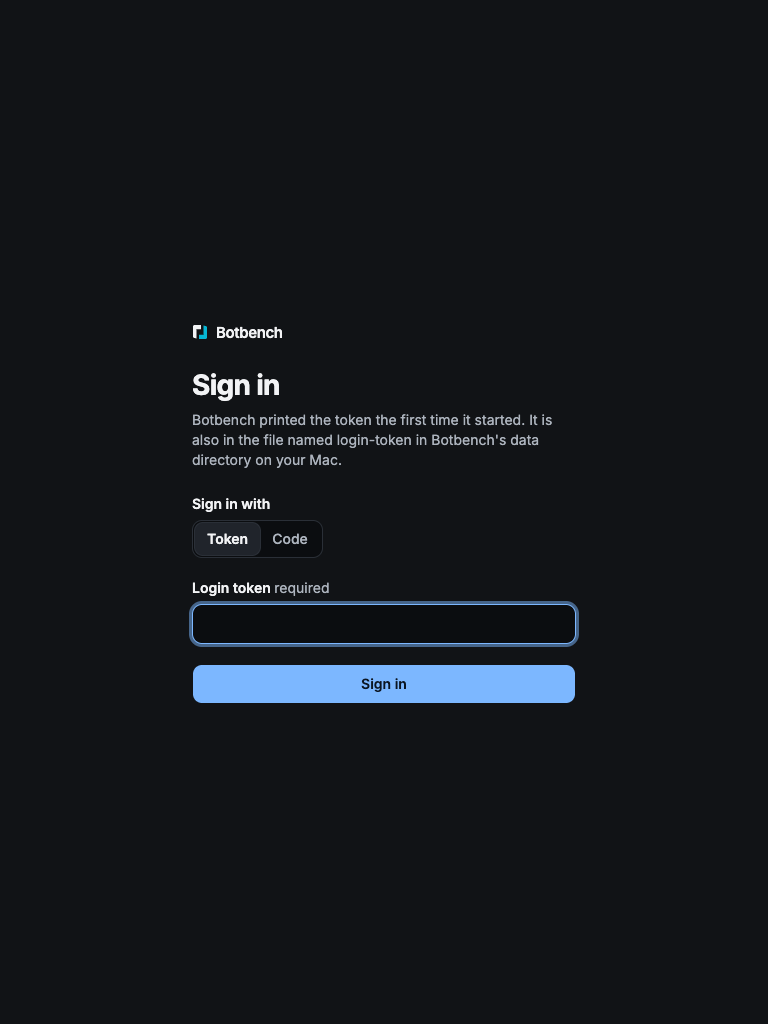 Botbench
Sign in
Botbench printed the token the first time it started. It is
also in the file named login-token in Botbench's data
directory on your Mac.
Sign in with
Token Code
Login token required
Sign in